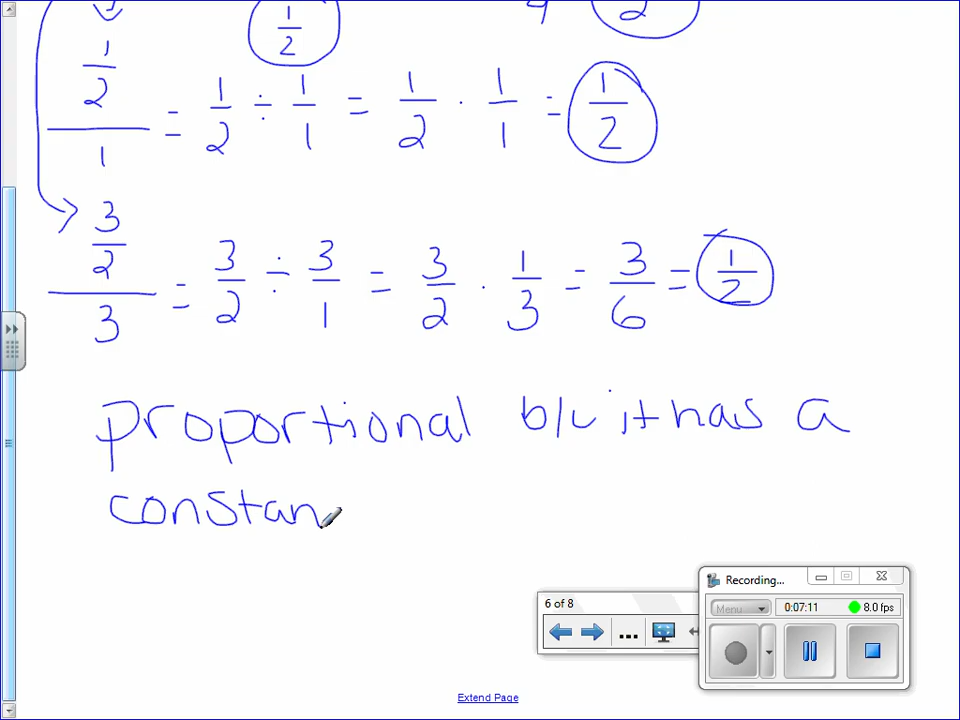 1/2 4 2
1/2 / 1 = 1/2 ÷ 1/1 = 1/2 · 1/1 = 1/2
3/2 / 3 = 3/2 ÷ 3/1 = 3/2 · 1/3 = 3/6 = 1/2
proportional b/c it has a
constan
Recording...
Menu 0:07:11 8.0 fps
6 of 8
...
Extend Page